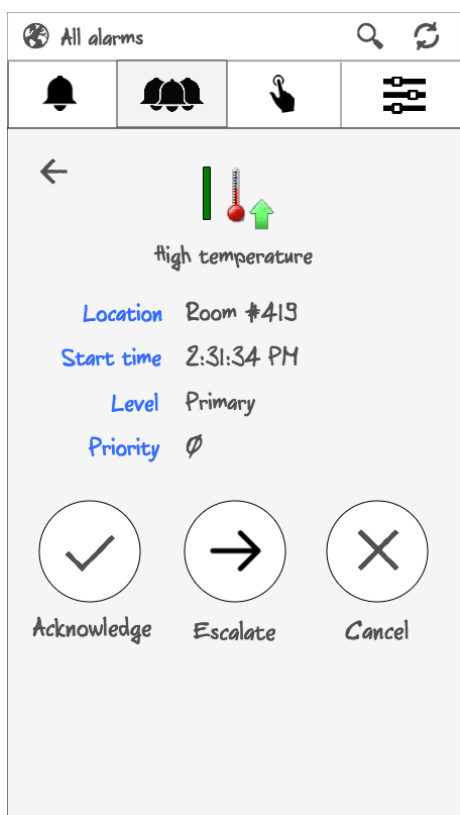 All alarms
High temperature
Location Room #419
Start time 2:31:34 PM
Level Primary
Priority Ø
Acknowledge Escalate Cancel